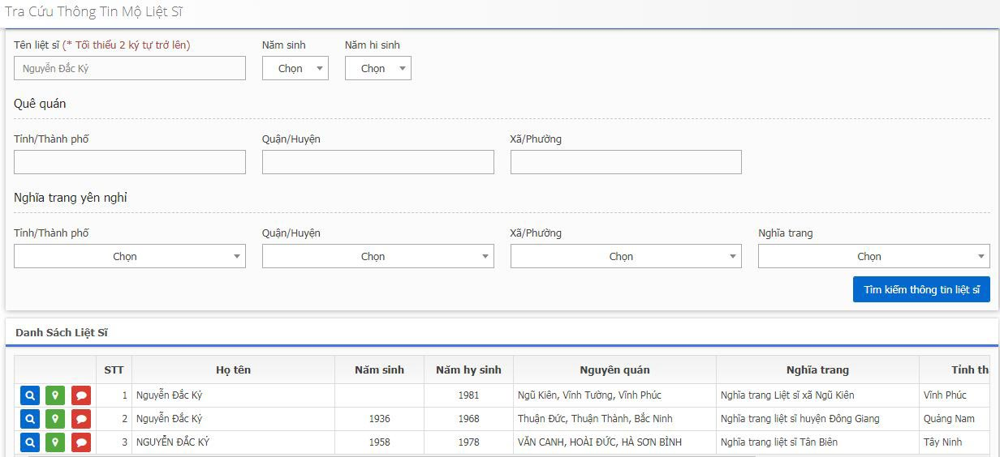 Tra Cứu Thông Tin Mộ Liệt Sĩ
Tên liệt sĩ (* Tối thiểu 2 ký tự trở lên) Năm sinh Năm hi sinh
Nguyễn Đắc Kỷ Chọn Chọn
Quê quán
Tỉnh/Thành phố Quận/Huyện Xã/Phường
Nghĩa trang yên nghỉ
Tỉnh/Thành phố Quận/Huyện Xã/Phường Nghĩa trang
Chọn Chọn Chọn Chọn
Tìm kiếm thông tin liệt sĩ
Danh Sách Liệt Sĩ
STT Họ tên Năm sinh Năm hy sinh Nguyên quán Nghĩa trang Tỉnh th
1 Nguyễn Đắc Kỷ 1981 Ngũ Kiên, Vĩnh Tường, Vĩnh Phúc Nghĩa trang Liệt sĩ xã Ngũ Kiên Vĩnh Phúc
2 Nguyễn Đắc Kỷ 1936 1968 Thuận Đức, Thuận Thành, Bắc Ninh Nghĩa trang liệt sĩ huyện Đông Giang Quảng Nam
3 NGUYỄN ĐẮC KỶ 1958 1978 VĂN CANH, HOÀI ĐỨC, HÀ SƠN BÌNH Nghĩa trang liệt sĩ Tân Biên Tây Ninh